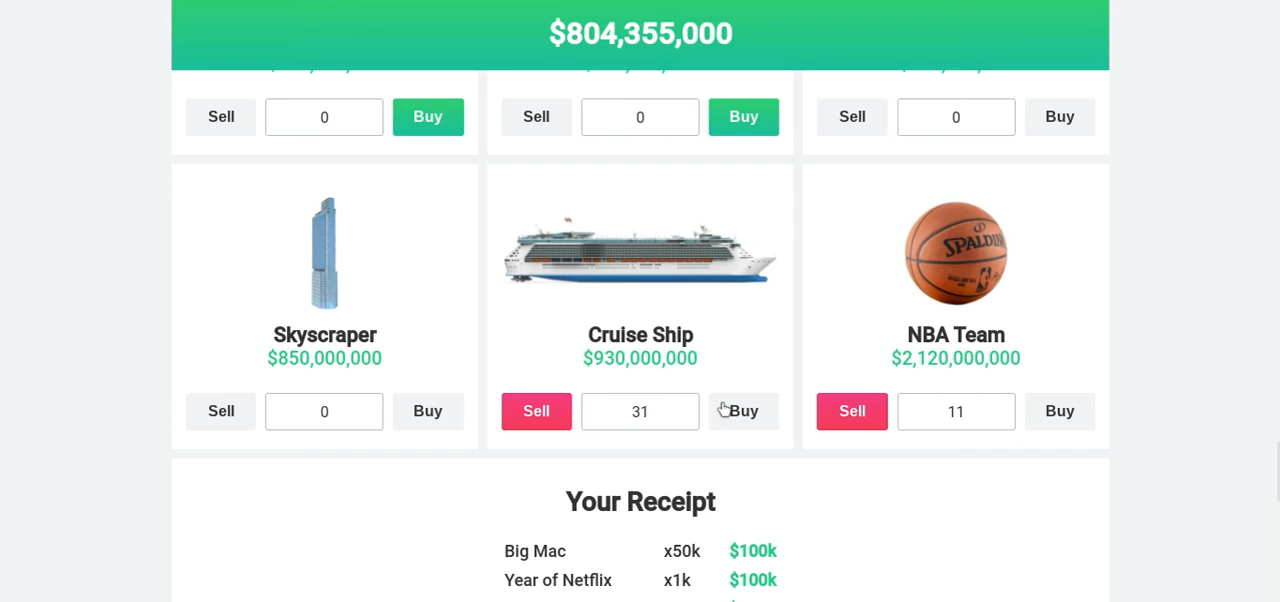 $804,355,000
Sell 0 Buy Sell 0 Buy Sell 0 Buy
SPALDIN
Skyscraper Cruise Ship NBA Team
$850,000,000 $930,000,000 $2,120,000,000
Sell 0 Buy Sell 31 Buy Sell 11 Buy
Your Receipt
Big Mac x50k $100k
Year of Netflix x1k $100k